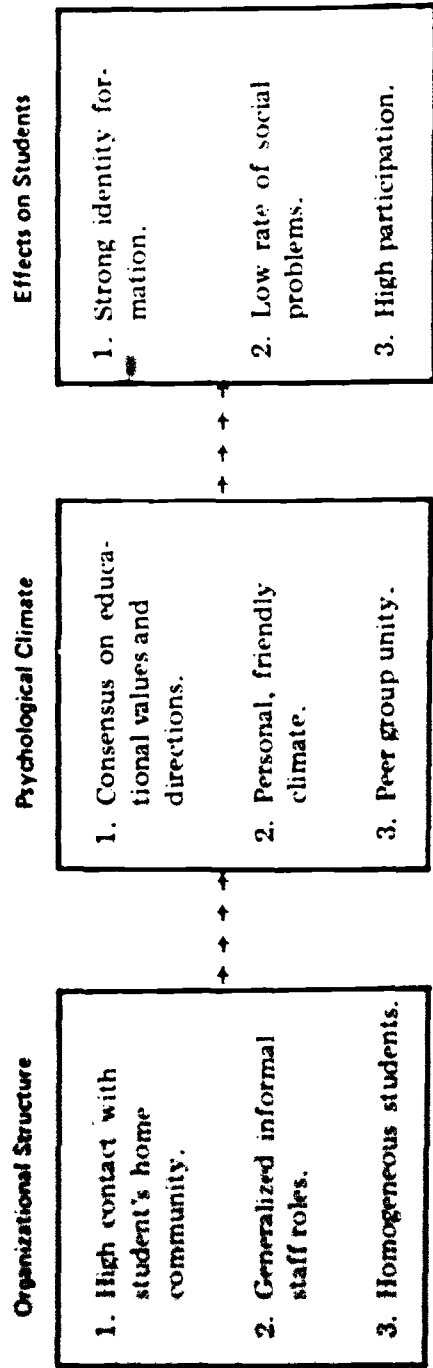 Organizational Structure
1. High contact with
student's home
community.
2. Generalized informal
staff roles.
3. Homogeneous students.
Psychological Climate
1. Consensus on educa-
tional values and
directions.
2. Personal, friendly
climate.
3. Peer group unity.
Effects on Students
1. Strong identity for-
mation.
2. Low rate of social
problems.
3. High participation.